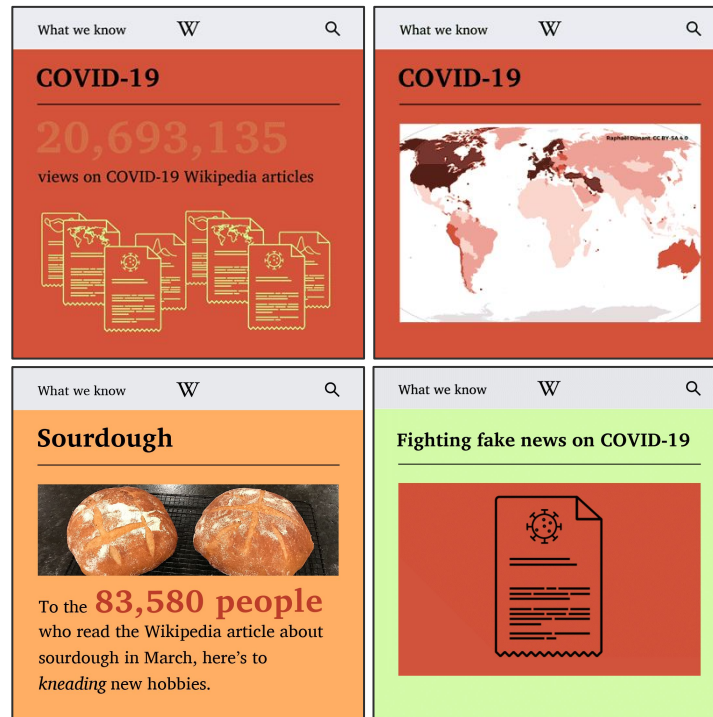 What we know W
COVID-19
20,693,135
views on COVID-19 Wikipedia articles
What we know W
COVID-19
Raphaël Dunant, CC BY-SA 4.0
What we know W
Sourdough
To the 83,580 people
who read the Wikipedia article about
sourdough in March, here's to
kneading new hobbies.
What we know W
Fighting fake news on COVID-19